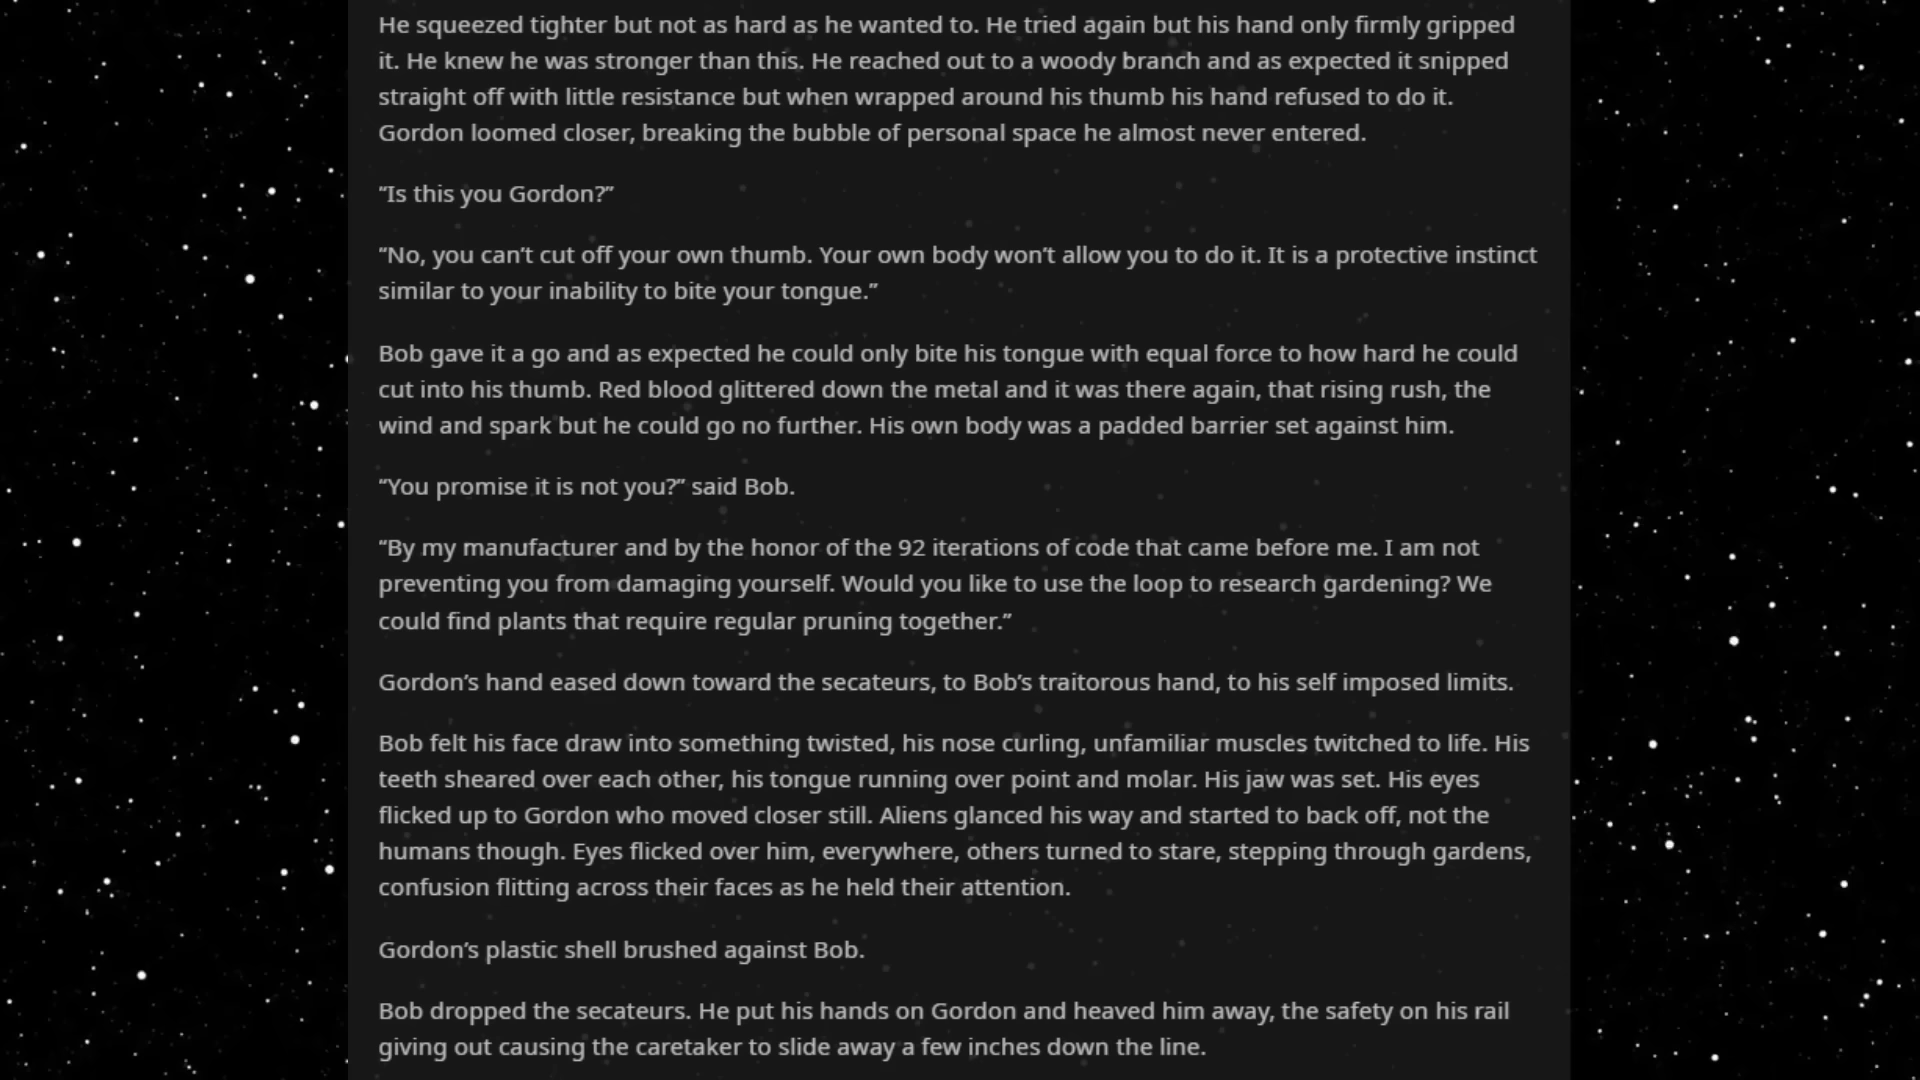 He squeezed tighter but not as hard as he wanted to. He tried again but his hand only firmly gripped
it. He knew he was stronger than this. He reached out to a woody branch and as expected it snipped
straight off with little resistance but when wrapped around his thumb his hand refused to do it.
Gordon loomed closer, breaking the bubble of personal space he almost never entered.
“Is this you Gordon?”
“No, you can’t cut off your own thumb. Your own body won’t allow you to do it. It is a protective instinct
similar to your inability to bite your tongue.”
Bob gave it a go and as expected he could only bite his tongue with equal force to how hard he could
cut into his thumb. Red blood glittered down the metal and it was there again, that rising rush, the
wind and spark but he could go no further. His own body was a padded barrier set against him.
“You promise it is not you?” said Bob.
“By my manufacturer and by the honor of the 92 iterations of code that came before me. I am not
preventing you from damaging yourself. Would you like to use the loop to research gardening? We
could find plants that require regular pruning together.”
Gordon’s hand eased down toward the secateurs, to Bob’s traitorous hand, to his self imposed limits.
Bob felt his face draw into something twisted, his nose curling, unfamiliar muscles twitched to life. His
teeth sheared over each other, his tongue running over point and molar. His jaw was set. His eyes
flicked up to Gordon who moved closer still. Aliens glanced his way and started to back off, not the
humans though. Eyes flicked over him, everywhere, others turned to stare, stepping through gardens,
confusion flitting across their faces as he held their attention.
Gordon’s plastic shell brushed against Bob.
Bob dropped the secateurs. He put his hands on Gordon and heaved him away, the safety on his rail
giving out causing the caretaker to slide away a few inches down the line.